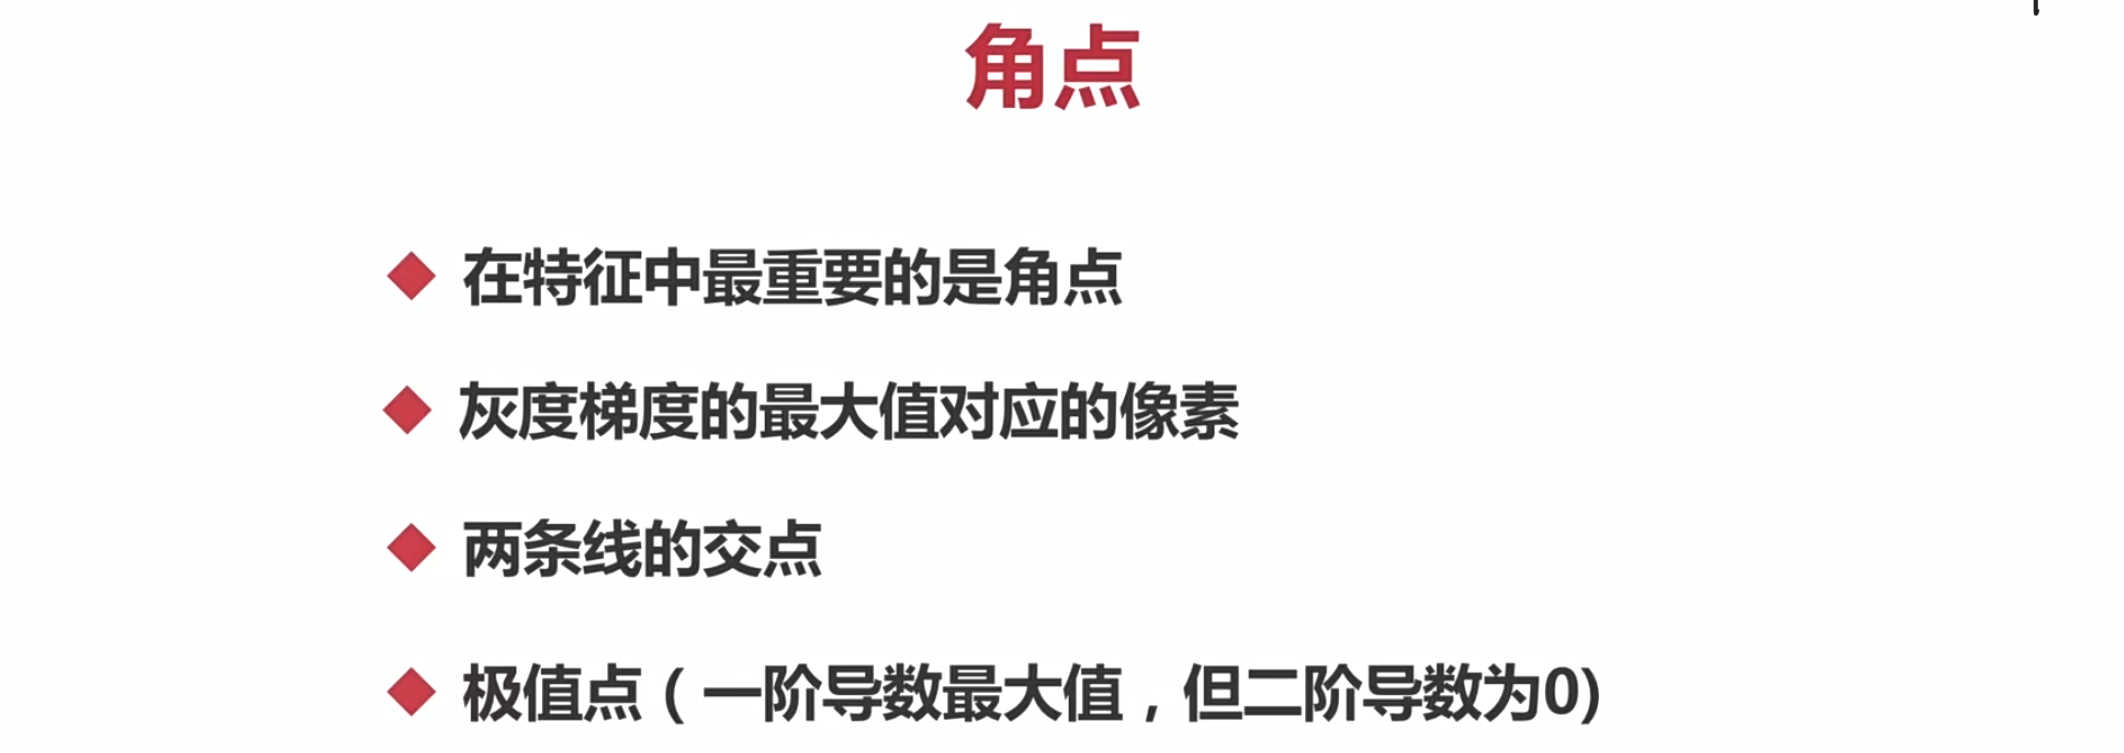 角点
在特征中最重要的是角点
灰度梯度的最大值对应的像素
两条线的交点
极值点(一阶导数最大值,但二阶导数为0)